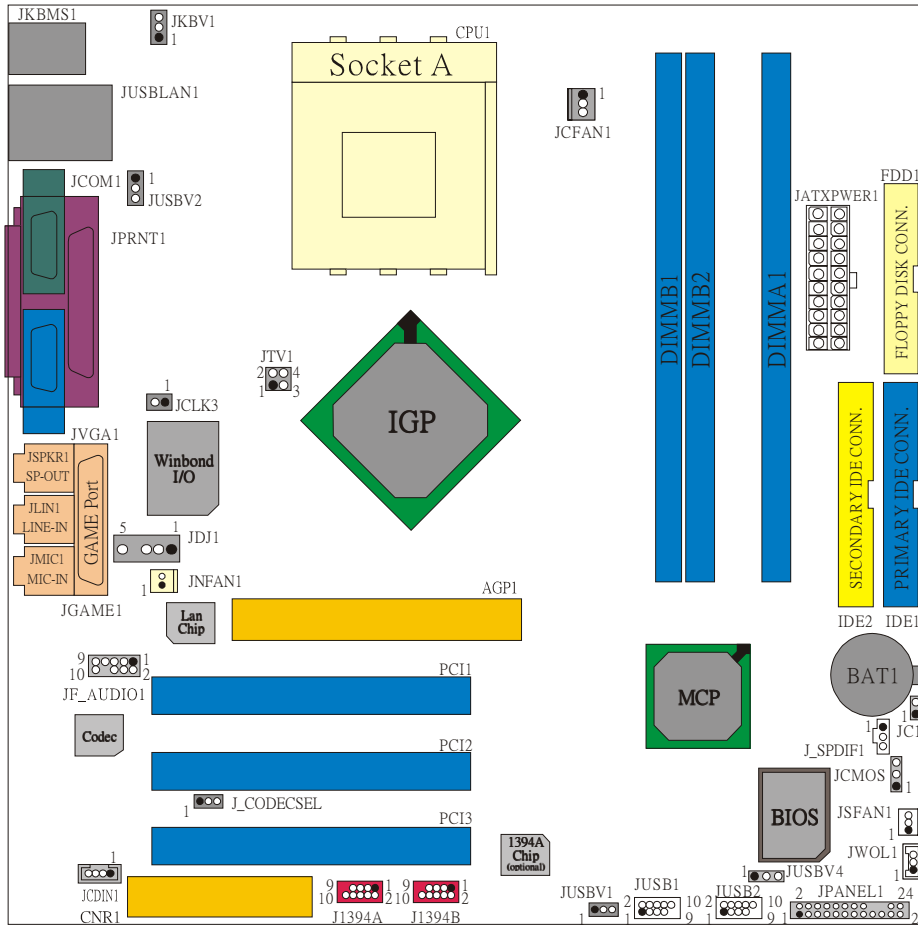 JKBMS1
JKBV1
1
CPU1
Socket A
JUSBLAN1
1
JCFAN1
JCOM1
1
JUSBV2
JPRNT1
FDD1
JATXPWER1
FLOPPY DISK CONN.
DIMMB1
DIMMB2
DIMMA1
JTV1
2 4
1 3
1
JCLK3
IGP
JVGA1
Winbond
I/O
JSPKR1
SP-OUT
JLIN1
LINE-IN
JMIC1
MIC-IN
GAME Port
5 1
JDJ1
SECONDARY IDE CONN.
PRIMARY IDE CONN.
1
JNFAN1
JGAME1
Lan
Chip
AGP1
IDE2
IDE1
9 1
10 2
JF_AUDIO1
PCI1
MCP
BAT1
JC1
1
1
J_SPDIF1
Codec
PCI2
JCMOS
1
1
J_CODECSEL
BIOS
JSFAN1
1
PCI3
1394A
Chip
(optional)
JWOL1
1
1
JCDIN1
CNR1
9 1
10 2
J1394A
9 1
10 2
J1394B
JUSBV1
1
JUSB1
2 10
1 9
JUSB2
2 10
1 9
1
JUSBV4
JPANEL1
2 24
1 2